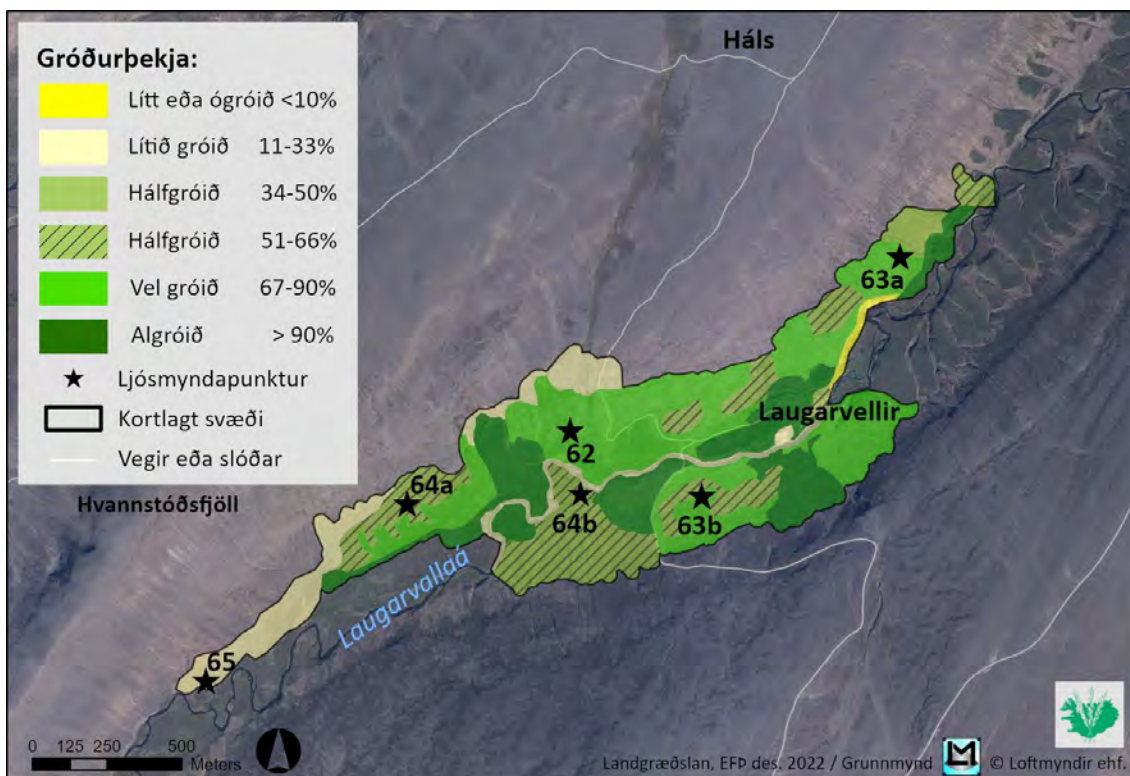 Gróðurþekja:
Lítt eða ógróið <10%
Lítið gróið 11-33%
Hálfgróið 34-50%
Hálfgróið 51-66%
Vel gróið 67-90%
Algróið > 90%
Ljósmyndapunktur
Kortlagt svæði
Vegir eða slóðar
Háls
63a
Laugarvellir
62
64a
64b
63b
Hvannstóðsfjöll
Laugarvallaá
65
0 125 250 500
Meters
Landgræðslan, EFÞ des. 2022 / Grunnmynd LM © Loftmyndir ehf.